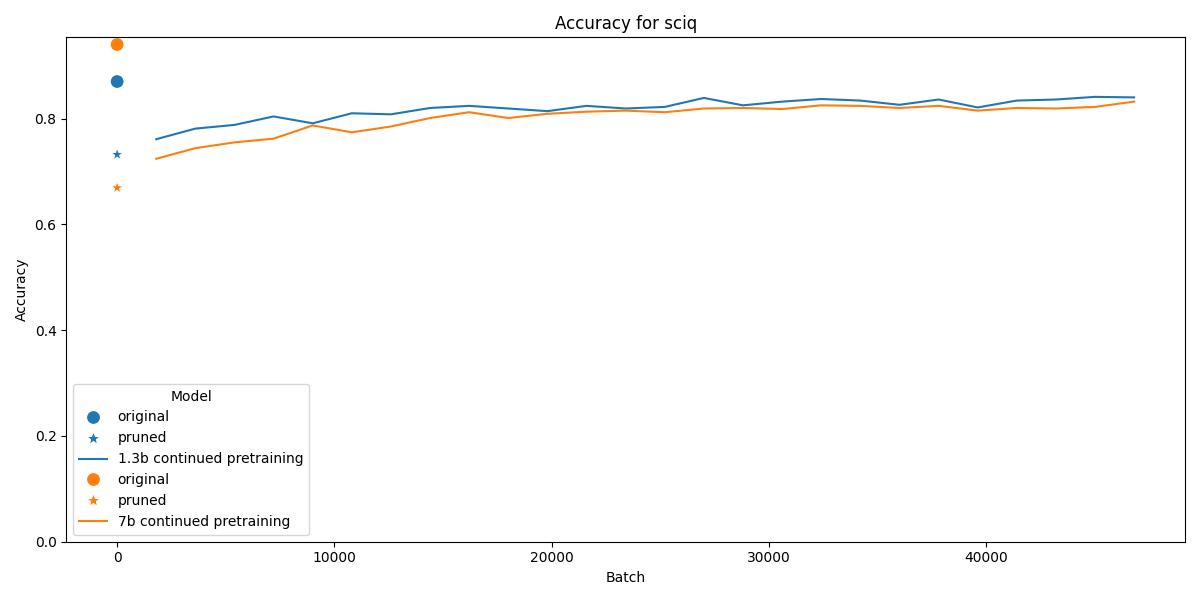 Accuracy for sciq
Accuracy
0.8
0.6
0.4
0.2
0.0
Model
original
pruned
1.3b continued pretraining
original
pruned
7b continued pretraining
0 10000 20000 30000 40000
Batch